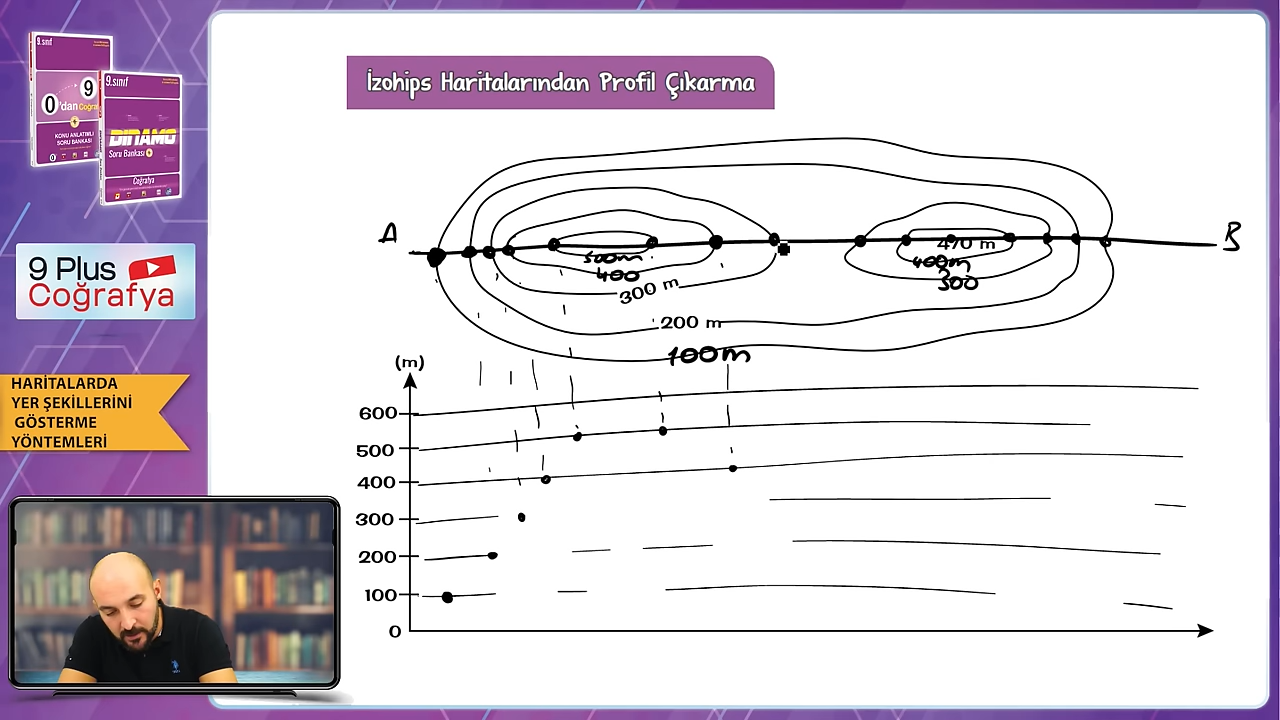 9.sınıf
0'dan
9
KONU ANLATIMLI
SORU BANKASI
9.sınıf
DİNAMO
Soru Bankası
Coğrafya
9 Plus
Coğrafya
HARİTALARDA
YER ŞEKİLLERİNİ
GÖSTERME
YÖNTEMLERİ
İzohips Haritalarından Profil Çıkarma
A
B
500m
400
300 m
200 m
100m
470 m
400m
300
(m)
600
500
400
300
200
100
0